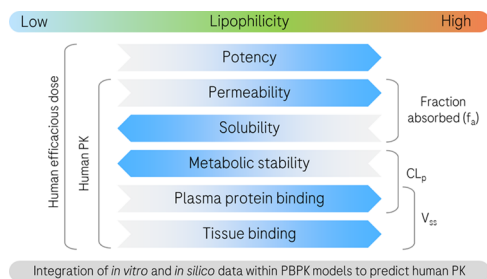 Low Lipophilicity High
Potency
Permeability
Solubility
Metabolic stability
Plasma protein binding
Tissue binding
Human efficacious dose
Human PK
Fraction
absorbed (fa)
CLp
Vss
Integration of in vitro and in silico data within PBPK models to predict human PK